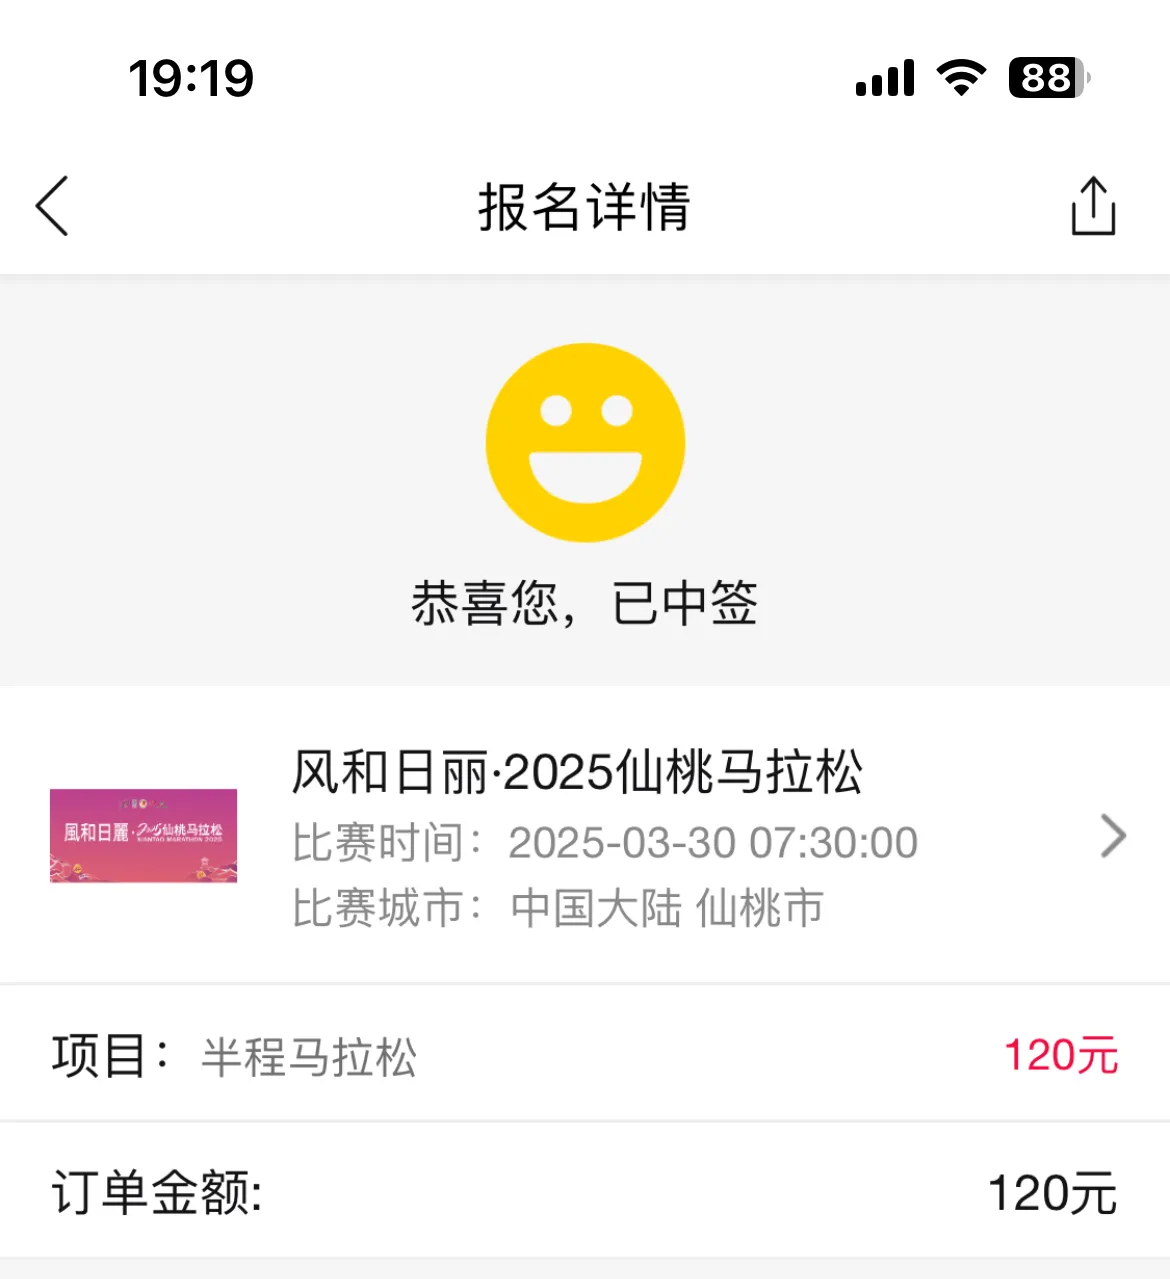 19:19
88
报名详情
恭喜您，已中签
风和日丽·2025仙桃马拉松
風和日麗·2025仙桃马拉松
XIANTAO MARATHON 2025
比赛时间：2025-03-30 07:30:00
比赛城市：中国大陆 仙桃市
项目：半程马拉松
120元
订单金额:
120元